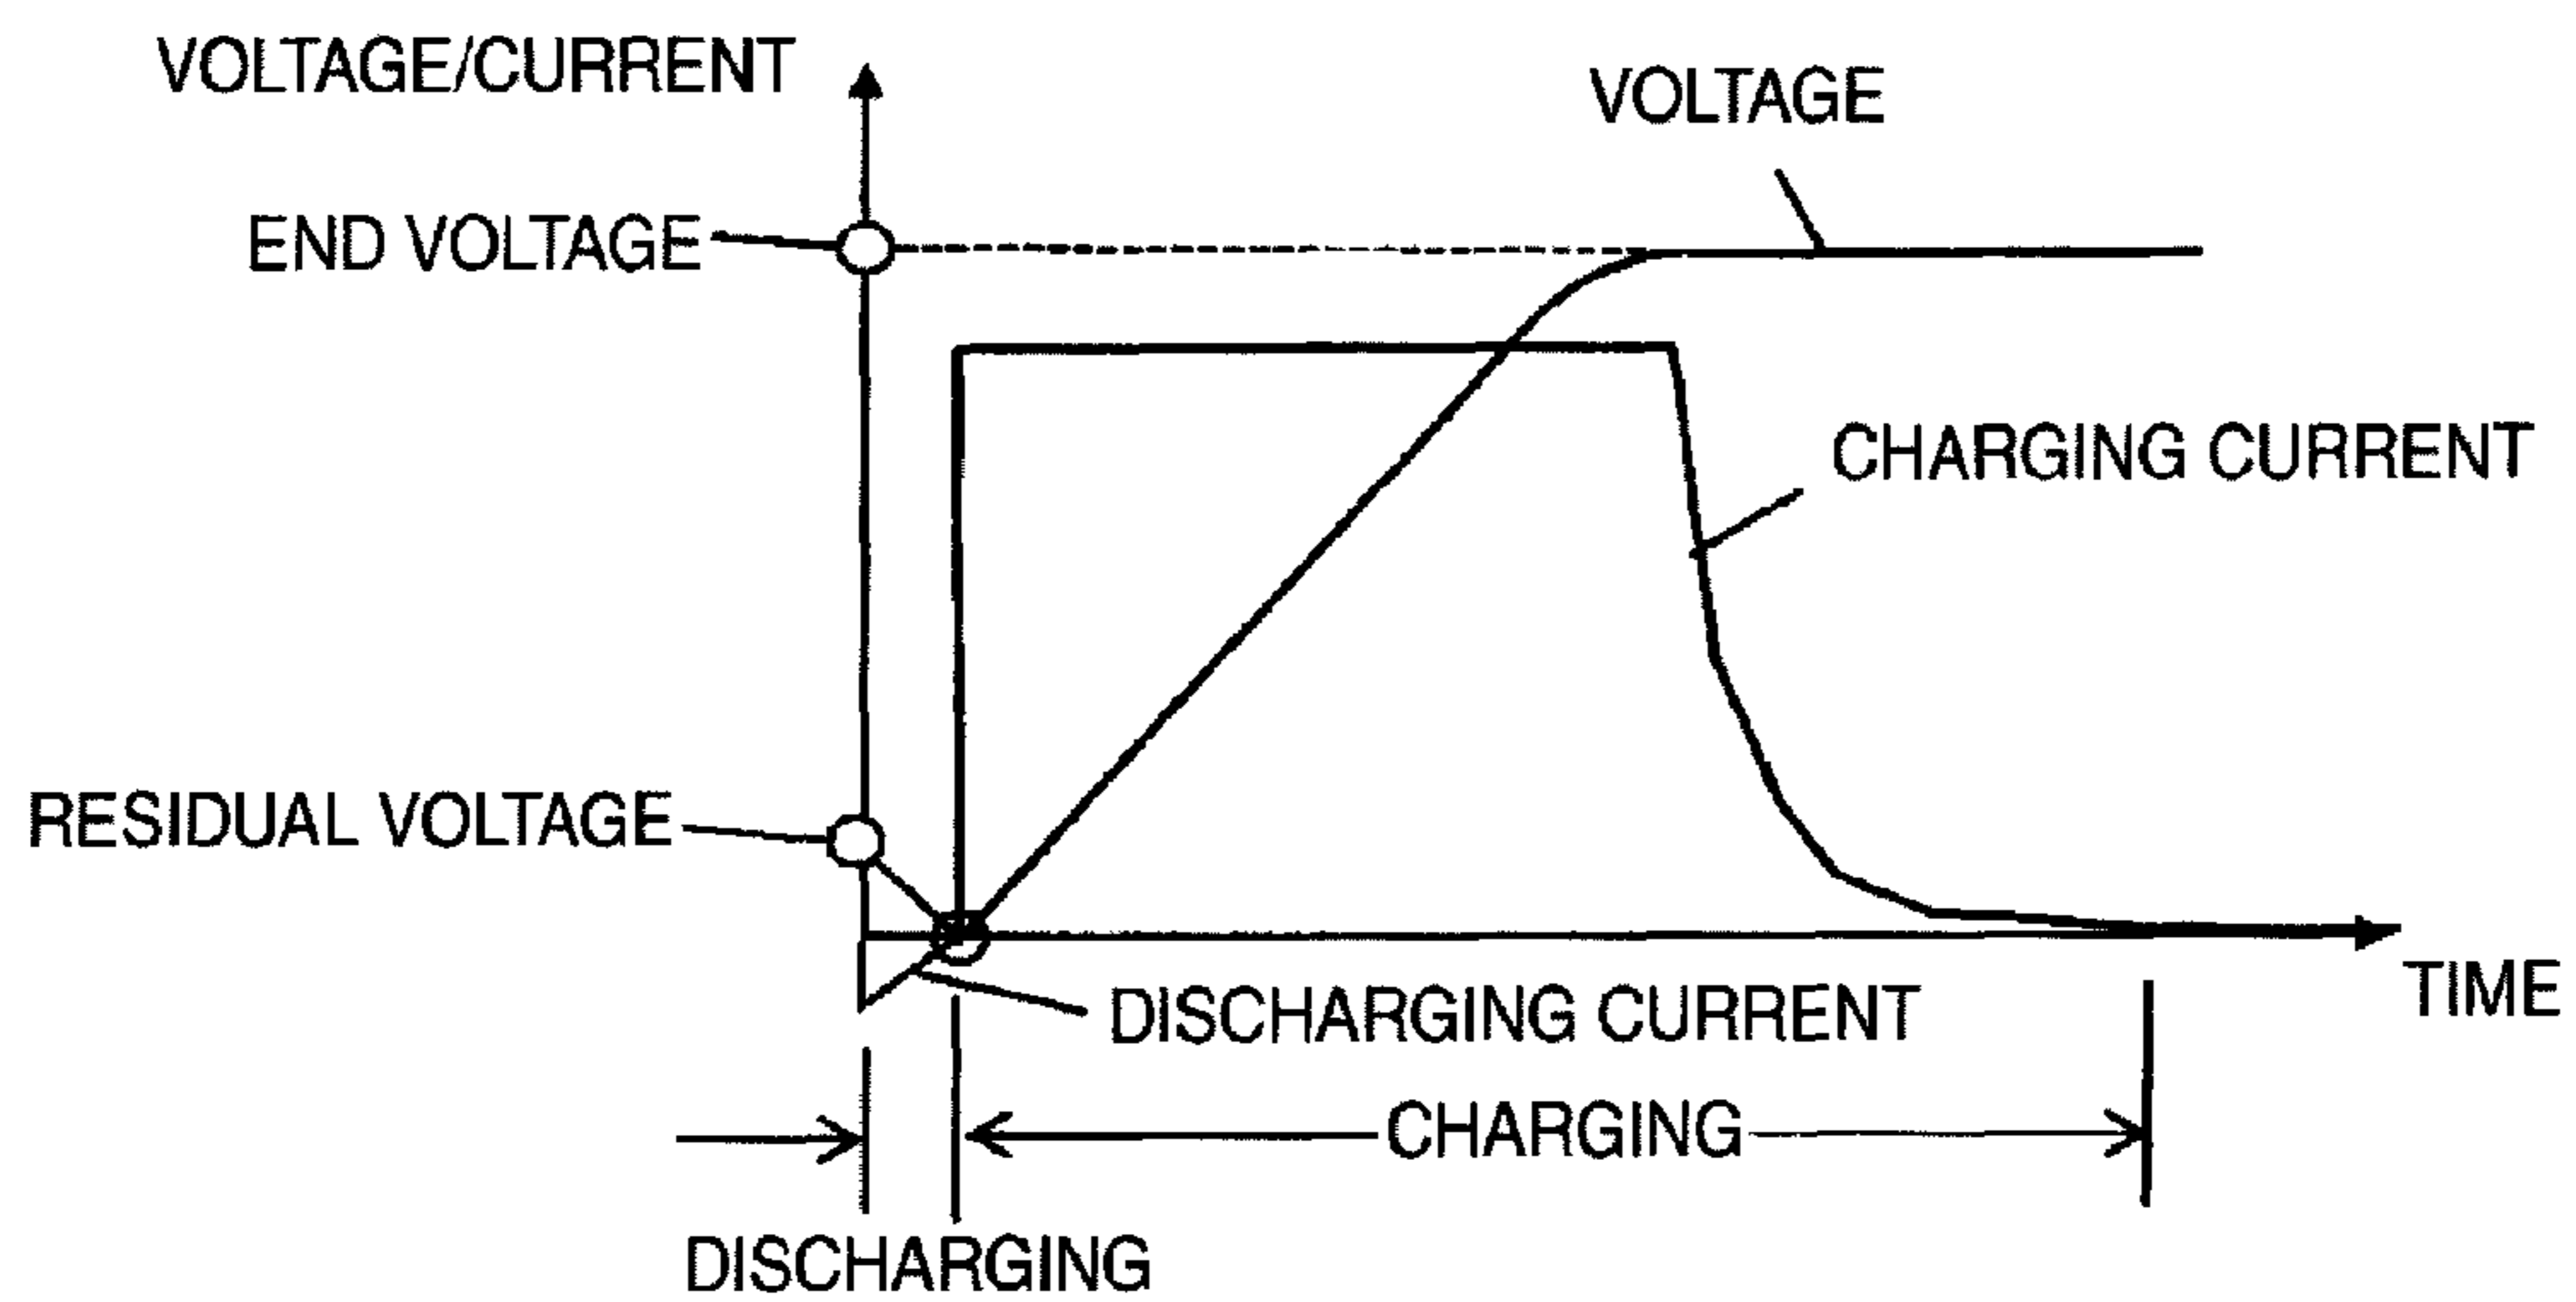 VOLTAGE/CURRENT
VOLTAGE
END VOLTAGE
CHARGING CURRENT
RESIDUAL VOLTAGE
TIME
DISCHARGING CURRENT
CHARGING
DISCHARGING